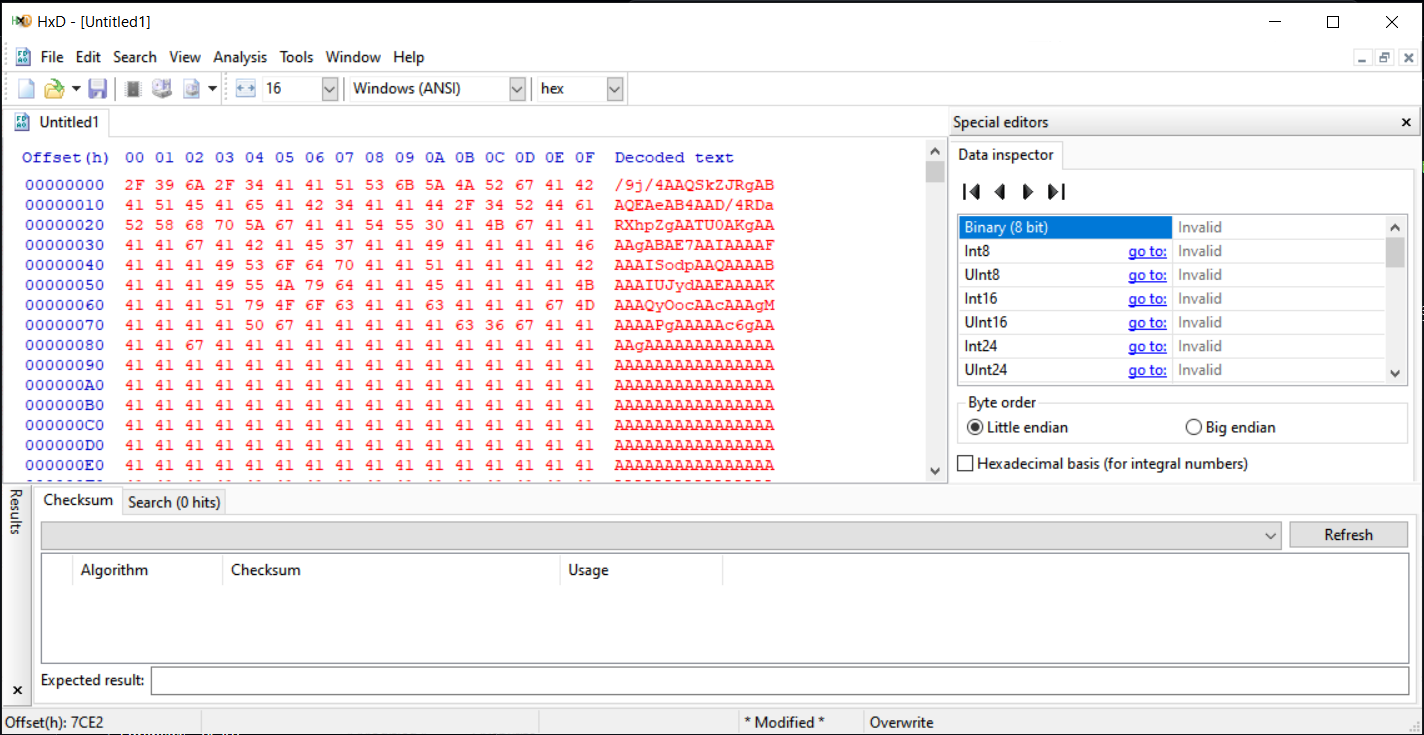 HxD - [Untitled1]
File Edit Search View Analysis Tools Window Help
16 Windows (ANSI) hex
Untitled1
Offset(h) 00 01 02 03 04 05 06 07 08 09 0A 0B 0C 0D 0E 0F Decoded text
00000000 2F 39 6A 2F 34 41 41 51 53 6B 5A 4A 52 67 41 42 /9j/4AAQSkZJRgAB
00000010 41 51 45 41 65 41 42 34 41 41 44 2F 34 52 44 61 AQEAeAB4AAD/4RDa
00000020 52 58 68 70 5A 67 41 41 54 55 30 41 4B 67 41 41 RXhpZgAATU0AKgAA
00000030 41 41 67 41 42 41 45 37 41 41 49 41 41 41 41 46 AAgABAE7AAIAAAAF
00000040 41 41 41 49 53 6F 64 70 41 41 51 41 41 41 41 42 AAAISodpAAQAAAAB
00000050 41 41 41 49 55 4A 79 64 41 41 45 41 41 41 41 4B AAAIUJydAAEAAAAK
00000060 41 41 41 51 79 4F 6F 63 41 41 63 41 41 41 67 4D AAAQyOocAAcAAAgM
00000070 41 41 41 41 50 67 41 41 41 41 41 63 36 67 41 41 AAAAPgAAAAAc6gAA
00000080 41 41 67 41 41 41 41 41 41 41 41 41 41 41 41 41 AAgAAAAAAAAAAAAA
00000090 41 41 41 41 41 41 41 41 41 41 41 41 41 41 41 41 AAAAAAAAAAAAAAAA
000000A0 41 41 41 41 41 41 41 41 41 41 41 41 41 41 41 41 AAAAAAAAAAAAAAAA
000000B0 41 41 41 41 41 41 41 41 41 41 41 41 41 41 41 41 AAAAAAAAAAAAAAAA
000000C0 41 41 41 41 41 41 41 41 41 41 41 41 41 41 41 41 AAAAAAAAAAAAAAAA
000000D0 41 41 41 41 41 41 41 41 41 41 41 41 41 41 41 41 AAAAAAAAAAAAAAAA
000000E0 41 41 41 41 41 41 41 41 41 41 41 41 41 41 41 41 AAAAAAAAAAAAAAAA
Special editors
Data inspector
Binary (8 bit) Invalid
Int8 go to: Invalid
UInt8 go to: Invalid
Int16 go to: Invalid
UInt16 go to: Invalid
Int24 go to: Invalid
UInt24 go to: Invalid
Byte order
Little endian Big endian
Hexadecimal basis (for integral numbers)
Results
Checksum Search (0 hits)
Refresh
Algorithm Checksum Usage
Expected result:
Offset(h): 7CE2 * Modified * Overwrite